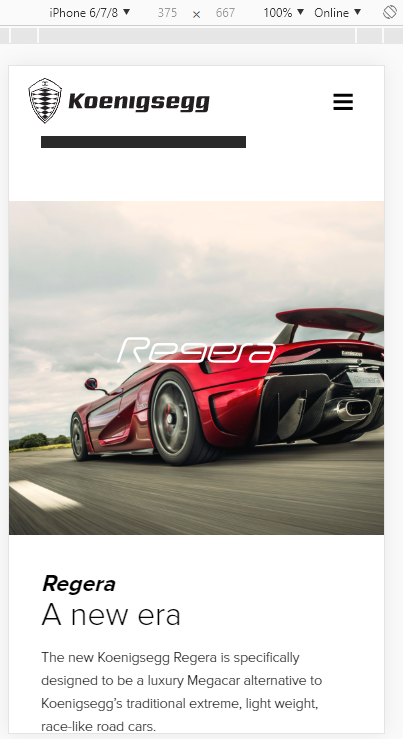 iPhone 6/7/8 ▼ 375 × 667 100% ▼ Online ▼
Koenigsegg
Regera
Regera
A new era
The new Koenigsegg Regera is specifically
designed to be a luxury Megacar alternative to
Koenigsegg’s traditional extreme, light weight,
race-like road cars.